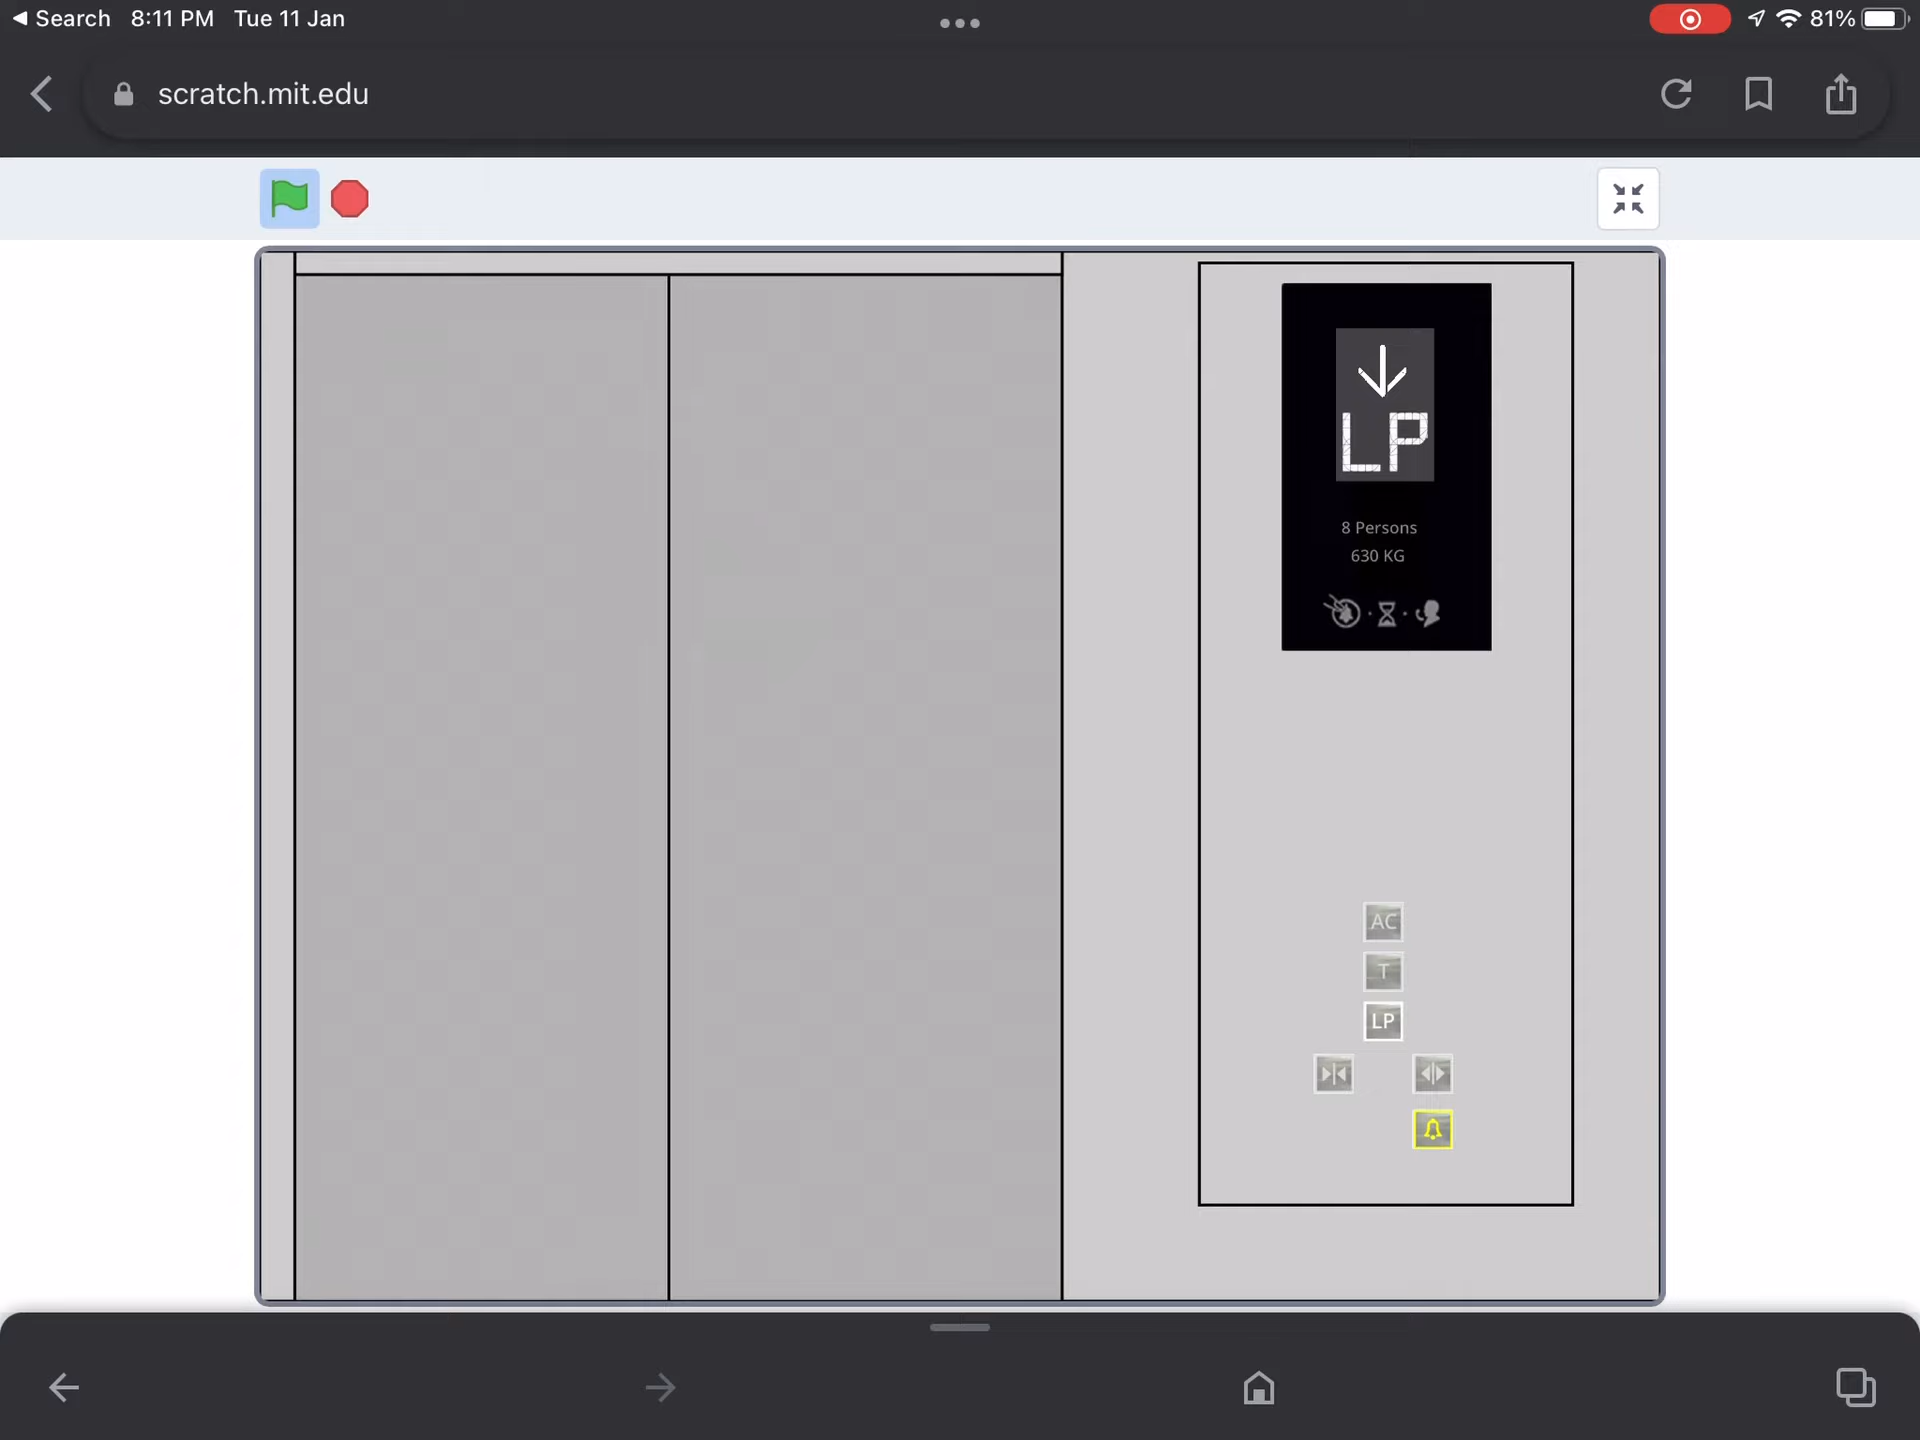 Search 8:11 PM Tue 11 Jan
81%
scratch.mit.edu
LP
8 Persons
630 KG
AC
T
LP